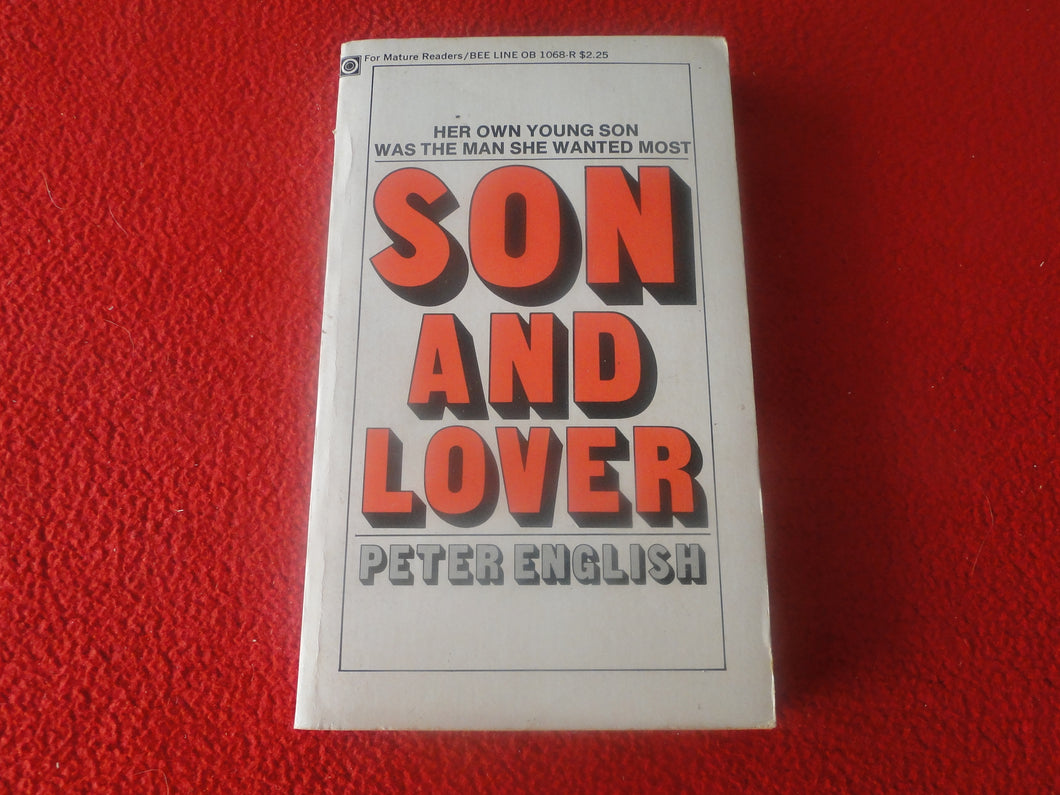 For Mature Readers/BEE LINE OB 1068-R $2.25
HER OWN YOUNG SON
WAS THE MAN SHE WANTED MOST
SON
AND
LOVER
PETER ENGLISH